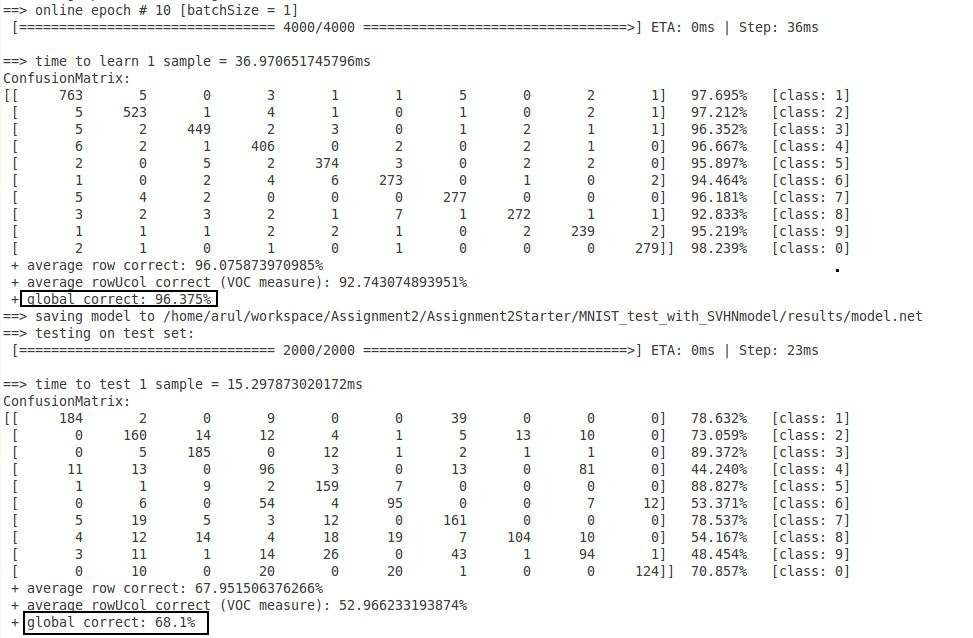 ==> online epoch # 10 [batchSize = 1]
[============================== 4000/4000 ================================>] ETA: 0ms | Step: 36ms
==> time to learn 1 sample = 36.970651745796ms
ConfusionMatrix:
[[ 763 5 0 3 1 1 5 0 2 1] 97.695% [class: 1]
[ 5 523 1 4 1 0 1 0 2 1] 97.212% [class: 2]
[ 5 2 449 2 3 0 1 2 1 1] 96.352% [class: 3]
[ 6 2 1 406 0 2 0 2 1 0] 96.667% [class: 4]
[ 2 0 5 2 374 3 0 2 2 0] 95.897% [class: 5]
[ 1 0 2 4 6 273 0 1 0 2] 94.464% [class: 6]
[ 5 4 2 0 0 0 277 0 0 0] 96.181% [class: 7]
[ 3 2 3 2 1 7 1 272 1 1] 92.833% [class: 8]
[ 1 1 1 2 2 1 0 2 239 2] 95.219% [class: 9]
[ 2 1 0 1 0 1 0 0 0 279]] 98.239% [class: 0]
+ average row correct: 96.075873970985%
+ average rowUcol correct (VOC measure): 92.743074893951%
+ global correct: 96.375%
==> saving model to /home/arul/workspace/Assignment2/Assignment2Starter/MNIST_test_with_SVHNmodel/results/model.net
==> testing on test set:
[============================== 2000/2000 ================================>] ETA: 0ms | Step: 23ms
==> time to test 1 sample = 15.297873020172ms
ConfusionMatrix:
[[ 184 2 0 9 0 0 39 0 0 0] 78.632% [class: 1]
[ 0 160 14 12 4 1 5 13 10 0] 73.059% [class: 2]
[ 0 5 185 0 12 1 2 1 1 0] 89.372% [class: 3]
[ 11 13 0 96 3 0 13 0 81 0] 44.240% [class: 4]
[ 1 1 9 2 159 7 0 0 0 0] 88.827% [class: 5]
[ 0 6 0 54 4 95 0 0 7 12] 53.371% [class: 6]
[ 5 19 5 3 12 0 161 0 0 0] 78.537% [class: 7]
[ 4 12 14 4 18 19 7 104 10 0] 54.167% [class: 8]
[ 3 11 1 14 26 0 43 1 94 1] 48.454% [class: 9]
[ 0 10 0 20 0 20 1 0 0 124]] 70.857% [class: 0]
+ average row correct: 67.951506376266%
+ average rowUcol correct (VOC measure): 52.966233193874%
+ global correct: 68.1%